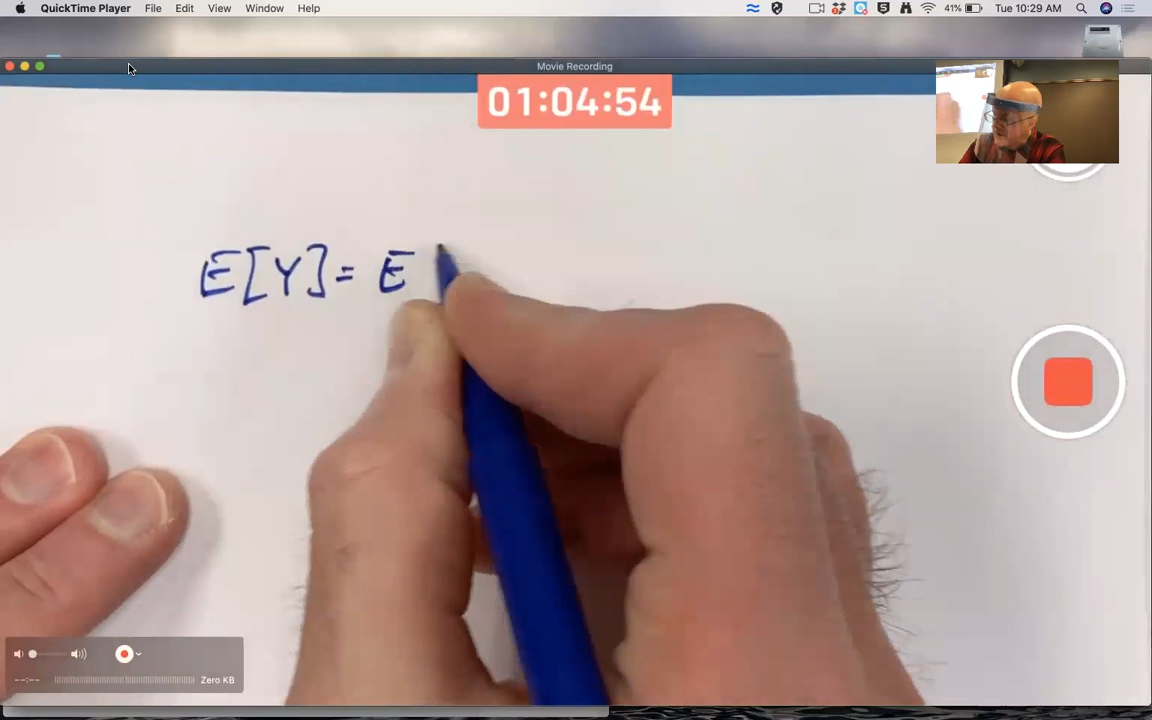 QuickTime Player File Edit View Window Help 41% Tue 10:29 AM
Movie Recording
01:04:54
E[Y] = E
--:-- Zero KB